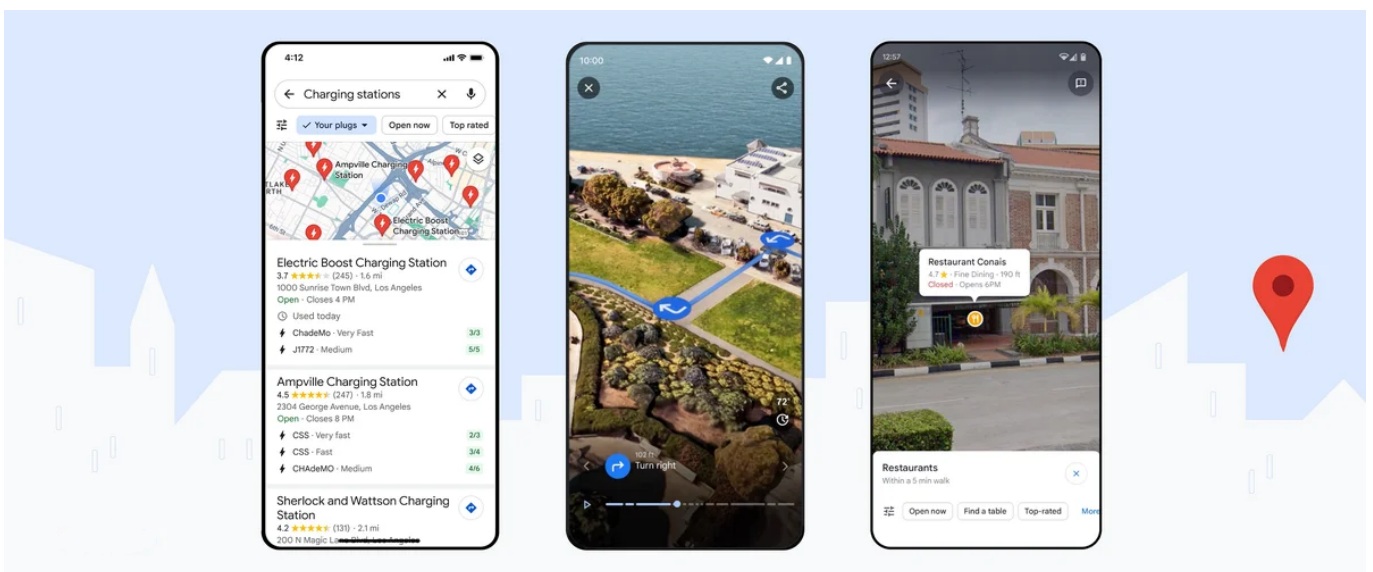 4:12
Charging stations
Your plugs
Open now
Top rated
Ampville Charging
Station
Electric Boost
Charging Station
Electric Boost Charging Station
3.7 (245) · 1.6 mi
1000 Sunrise Town Blvd, Los Angeles
Open · Closes 4 PM
Used today
ChadeMo · Very Fast 3/3
J1772 · Medium 5/5
Ampville Charging Station
4.5 (247) · 1.8 mi
2304 George Avenue, Los Angeles
Open · Closes 8 PM
CSS · Very fast 2/3
CSS · Fast 3/4
CHAdeMO · Medium 4/6
Sherlock and Wattson Charging
Station
4.2 (131) · 2.1 mi
200 N Magic
10:00
72°
102 ft
Turn right
12:57
Restaurant Conais
4.7 · Fine Dining · 190 ft
Closed · Opens 6PM
Restaurants
Within a 5 min walk
Open now
Find a table
Top-rated
More